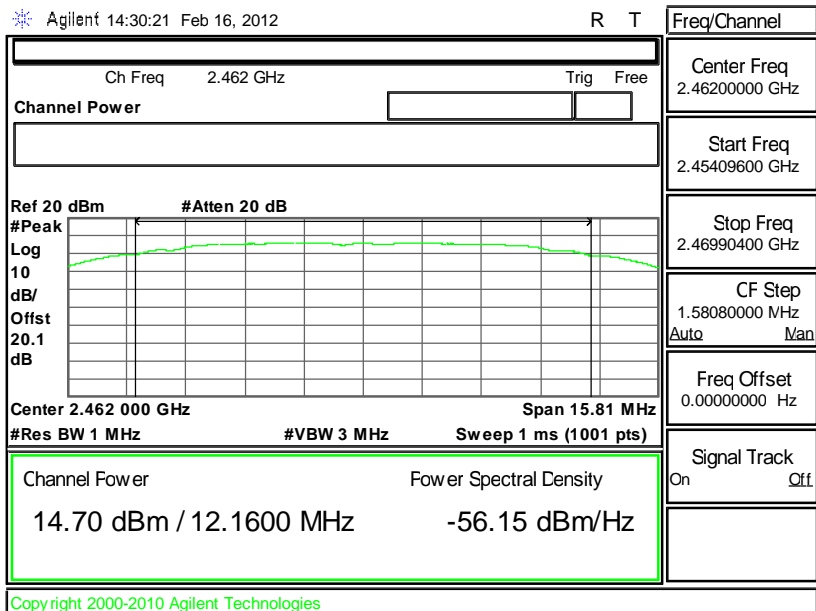 Agilent 14:30:21 Feb 16, 2012 R T
Ch Freq 2.462 GHz Trig Free
Channel Power
Ref 20 dBm #Atten 20 dB
#Peak
Log
10
dB/
Offst
20.1
dB
Center 2.462 000 GHz Span 15.81 MHz
#Res BW 1 MHz #VBW 3 MHz Sweep 1 ms (1001 pts)
Channel Fower Fower Spectral Density
14.70 dBm / 12.1600 MHz -56.15 dBm/Hz
Copyright 2000-2010 Agilent Technologies
Freq/Channel
Center Freq
2.46200000 GHz
Start Freq
2.45409600 GHz
Stop Freq
2.46990400 GHz
CF Step
1.58080000 MHz
Auto Man
Freq Offset
0.00000000 Hz
Signal Track
On Off